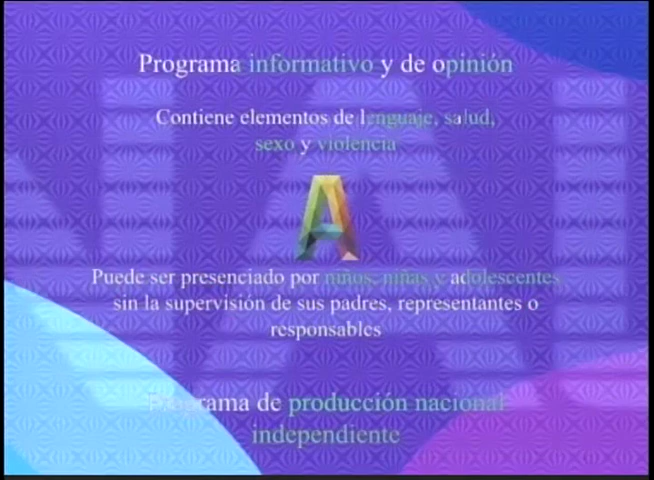 Programa informativo y de opinión
Contiene elementos de lenguaje, salud,
sexo y violencia
A
Puede ser presenciado por niños, niñas y adolescentes
sin la supervisión de sus padres, representantes o
responsables
Programa de producción nacional
independiente